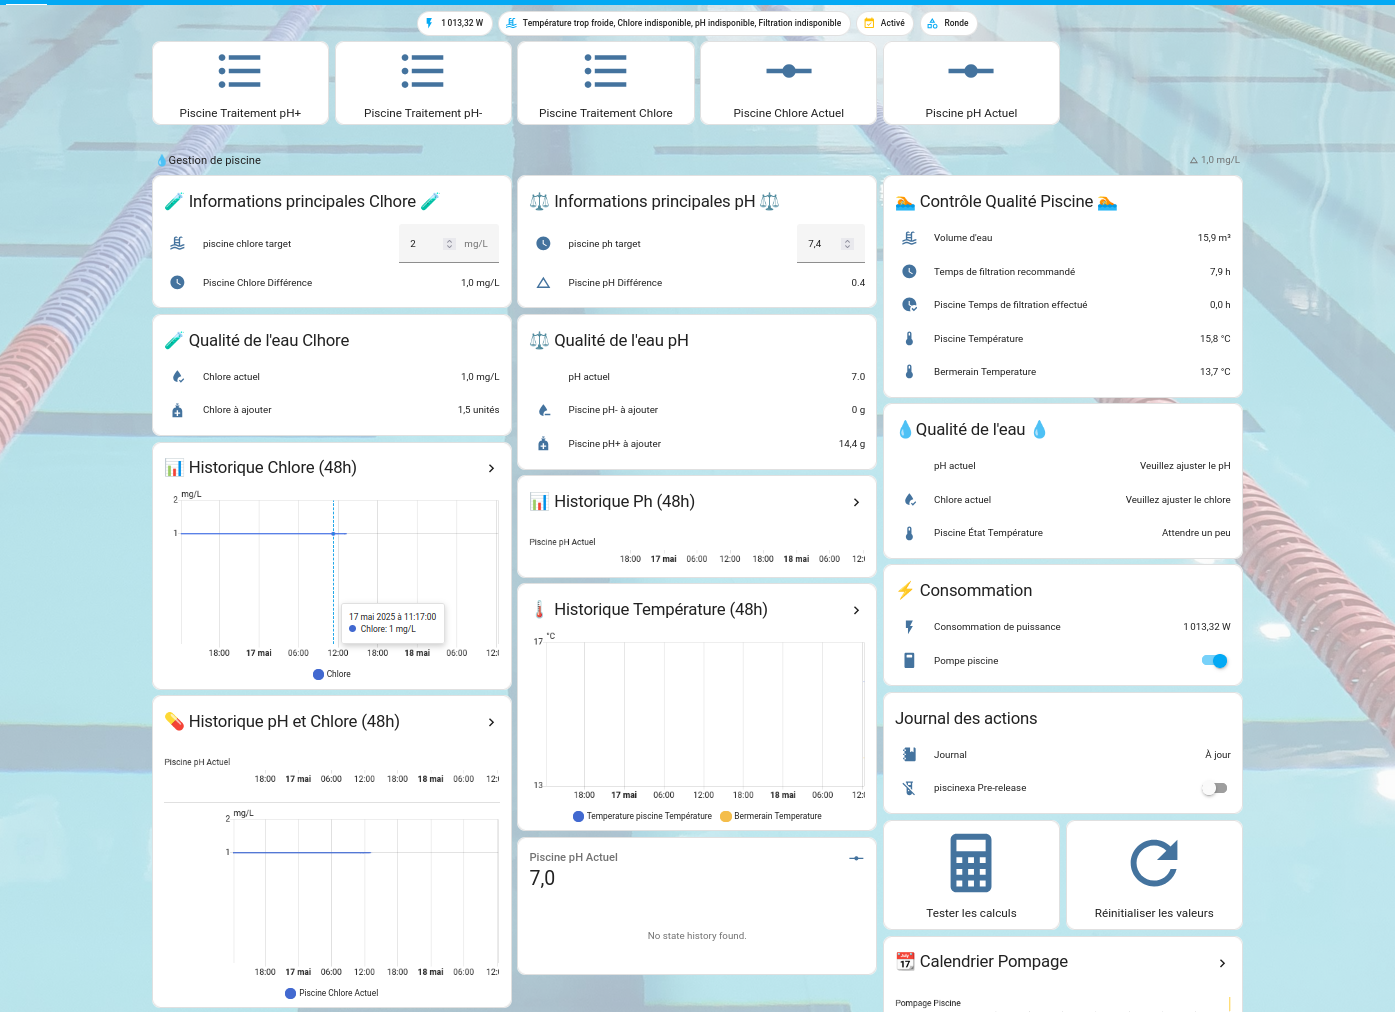 1 013,32 W
Température trop froide, Chlore indisponible, pH indisponible, Filtration indisponible
Activé
Ronde
Piscine Traitement pH+
Piscine Traitement pH-
Piscine Traitement Chlore
Piscine Chlore Actuel
Piscine pH Actuel
💧Gestion de piscine
1,0 mg/L
🧪 Informations principales Clhore 🧪
piscine chlore target
2 mg/L
Piscine Chlore Différence
1,0 mg/L
🧪 Qualité de l'eau Clhore
Chlore actuel
1,0 mg/L
Chlore à ajouter
1,5 unités
📊 Historique Chlore (48h)
mg/L
2
1
17 mai 2025 à 11:17:00
Chlore: 1 mg/L
18:00 17 mai 06:00 12:00 18:00 18 mai 06:00 12:
Chlore
💊 Historique pH et Chlore (48h)
Piscine pH Actuel
18:00 17 mai 06:00 12:00 18:00 18 mai 06:00 12:
mg/L
2
1
18:00 17 mai 06:00 12:00 18:00 18 mai 06:00 12:
Piscine Chlore Actuel
⚖️ Informations principales pH ⚖️
piscine ph target
7,4
Piscine pH Différence
0.4
⚖️ Qualité de l'eau pH
pH actuel
7.0
Piscine pH- à ajouter
0 g
Piscine pH+ à ajouter
14,4 g
📊 Historique Ph (48h)
Piscine pH Actuel
18:00 17 mai 06:00 12:00 18:00 18 mai 06:00 12:
🌡️ Historique Température (48h)
°C
17
13
18:00 17 mai 06:00 12:00 18:00 18 mai 06:00 12:
Temperature piscine Température
Bermerain Temperature
Piscine pH Actuel
7,0
No state history found.
🏊 Contrôle Qualité Piscine 🏊
Volume d'eau
15,9 m³
Temps de filtration recommandé
7,9 h
Piscine Temps de filtration effectué
0,0 h
Piscine Température
15,8 °C
Bermerain Temperature
13,7 °C
💧Qualité de l'eau 💧
pH actuel
Veuillez ajuster le pH
Chlore actuel
Veuillez ajuster le chlore
Piscine État Température
Attendre un peu
⚡ Consommation
Consommation de puissance
1 013,32 W
Pompe piscine
Journal des actions
Journal
À jour
piscinexa Pre-release
Tester les calculs
Réinitialiser les valeurs
📆 Calendrier Pompage
Pompage Piscine